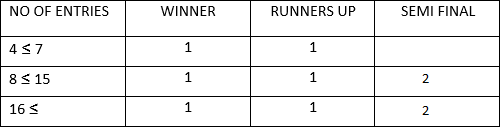 NO OF ENTRIES WINNER RUNNERS UP SEMI FINAL
4 ≤ 7 1 1
8 ≤ 15 1 1 2
16 ≤ 1 1 2